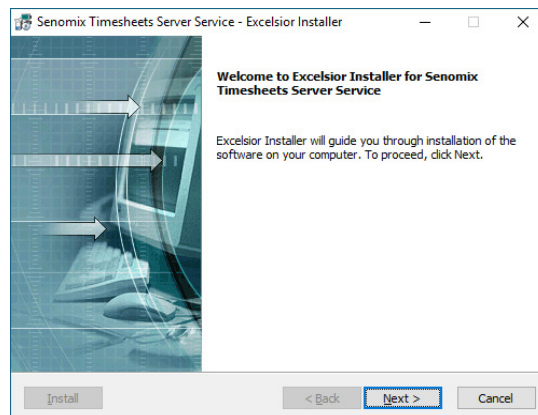 Senomix Timesheets Server Service - Excelsior Installer
Welcome to Excelsior Installer for Senomix
Timesheets Server Service
Excelsior Installer will guide you through installation of the
software on your computer. To proceed, click Next.
Install
< Back
Next >
Cancel